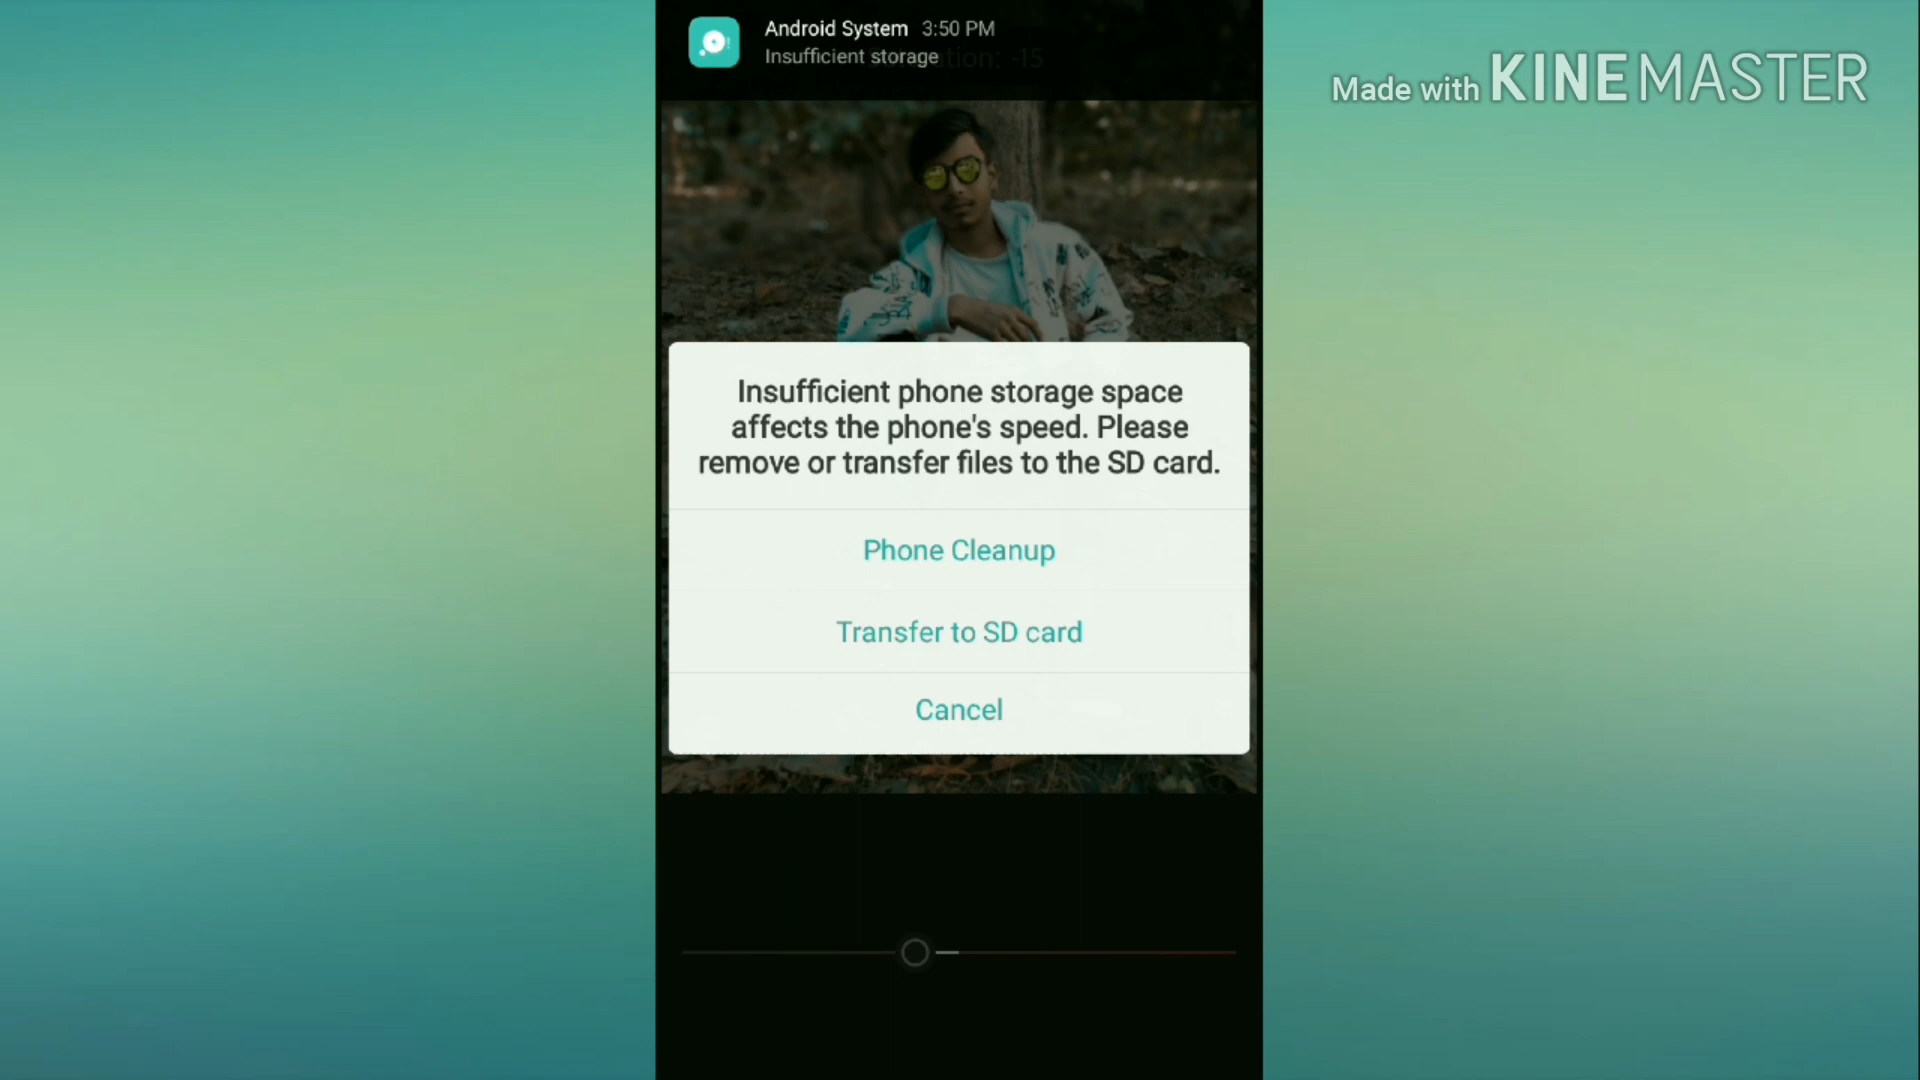 Android System 3:50 PM
Insufficient storage
Made with KINEMASTER
Insufficient phone storage space
affects the phone's speed. Please
remove or transfer files to the SD card.
Phone Cleanup
Transfer to SD card
Cancel